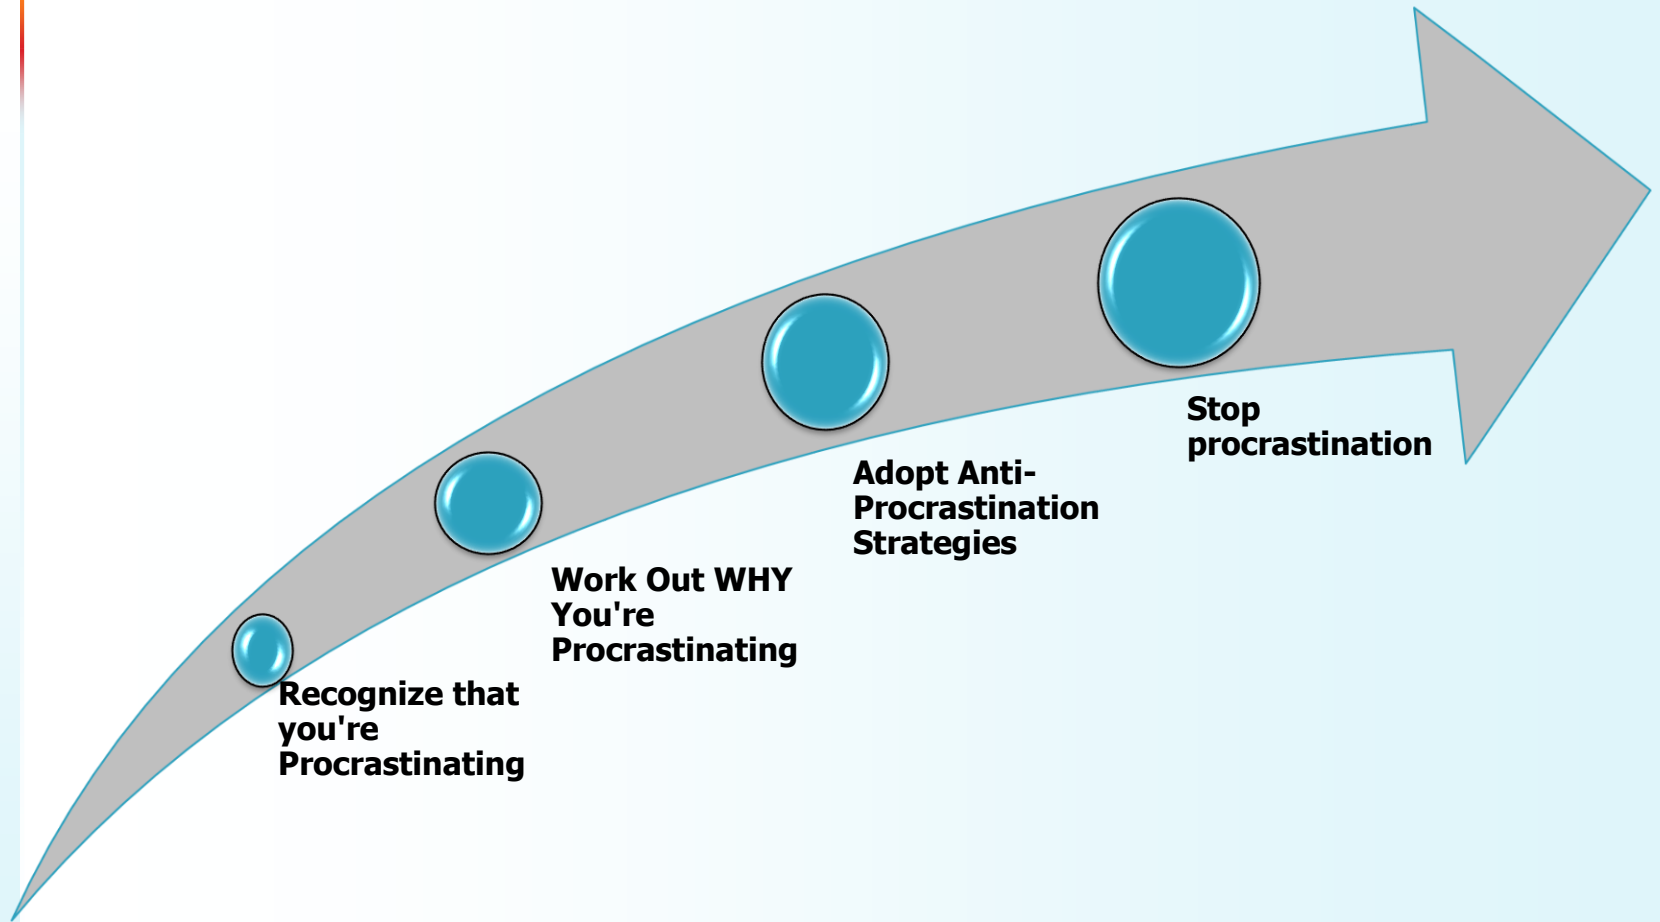 Recognize that
you're
Procrastinating
Work Out WHY
You're
Procrastinating
Adopt Anti-
Procrastination
Strategies
Stop
procrastination